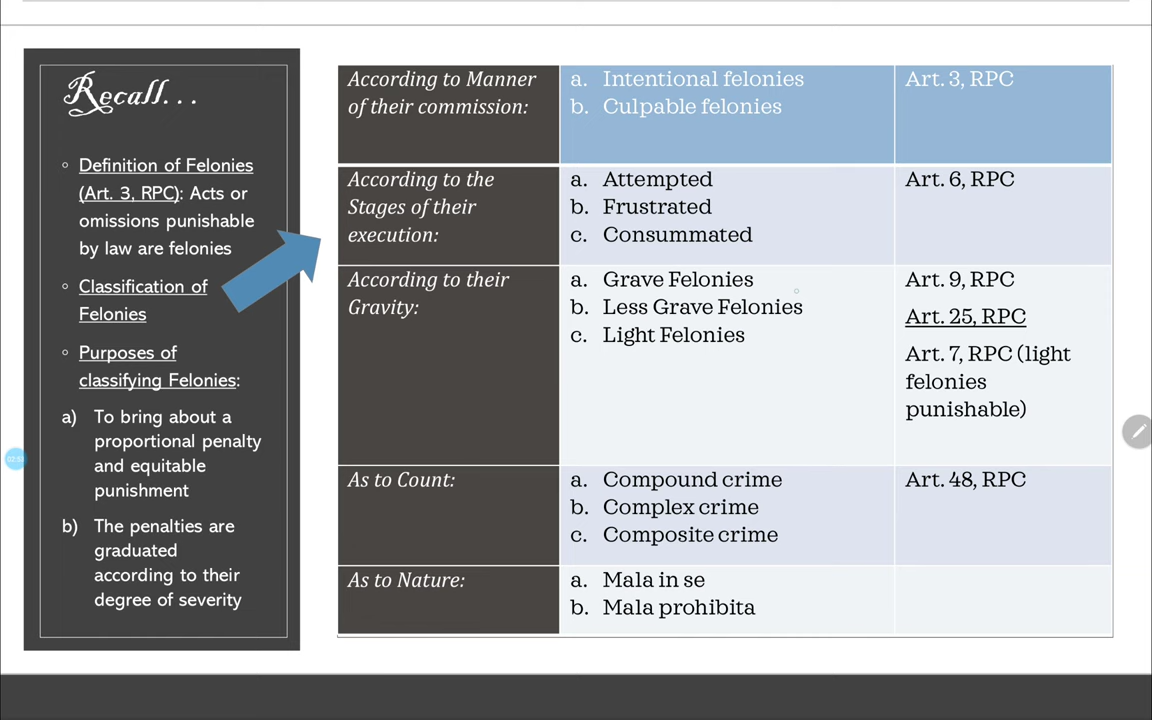 Recall...
Definition of Felonies
(Art. 3, RPC): Acts or
omissions punishable
by law are felonies
Classification of
Felonies
Purposes of
classifying Felonies:
a) To bring about a
proportional penalty
and equitable
punishment
b) The penalties are
graduated
according to their
degree of severity
According to Manner
of their commission:
a. Intentional felonies
b. Culpable felonies
Art. 3, RPC
According to the
Stages of their
execution:
a. Attempted
b. Frustrated
c. Consummated
Art. 6, RPC
According to their
Gravity:
a. Grave Felonies
b. Less Grave Felonies
c. Light Felonies
Art. 9, RPC
Art. 25, RPC
Art. 7, RPC (light
felonies
punishable)
As to Count:
a. Compound crime
b. Complex crime
c. Composite crime
Art. 48, RPC
As to Nature:
a. Mala in se
b. Mala prohibita